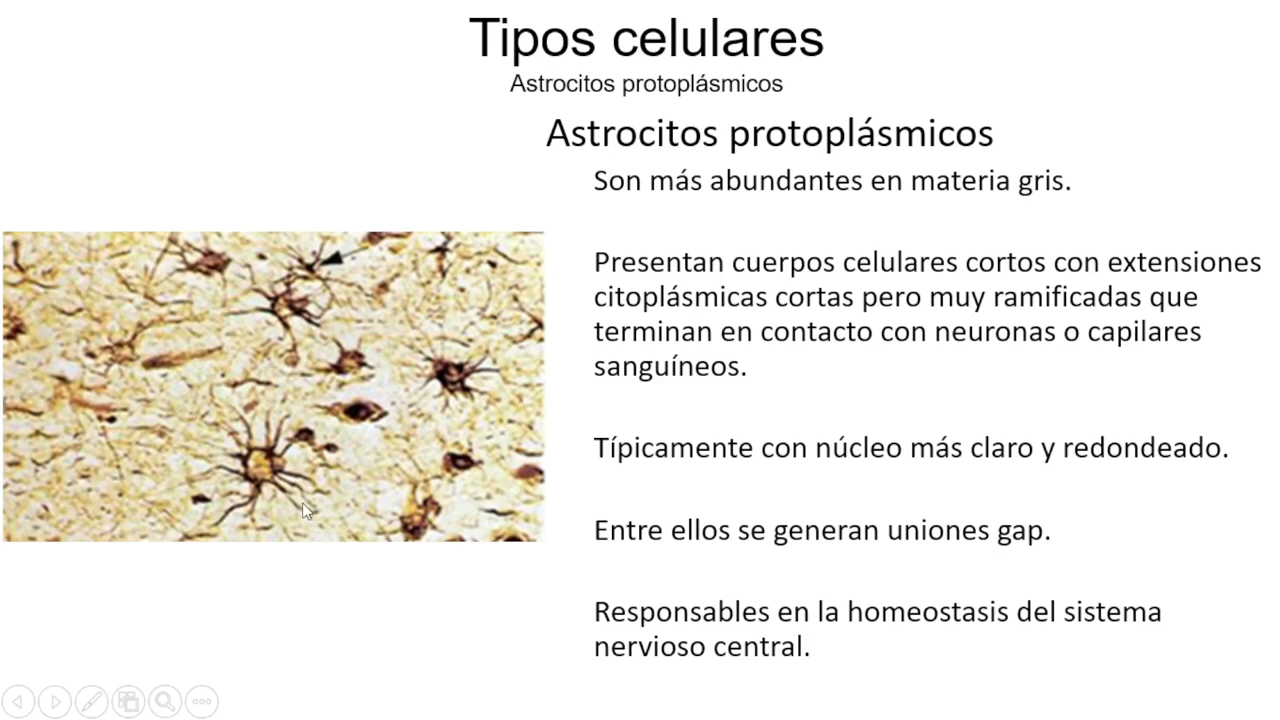 Tipos celulares
Astrocitos protoplásmicos
Astrocitos protoplásmicos
Son más abundantes en materia gris.
Presentan cuerpos celulares cortos con extensiones
citoplásmicas cortas pero muy ramificadas que
terminan en contacto con neuronas o capilares
sanguíneos.
Típicamente con núcleo más claro y redondeado.
Entre ellos se generan uniones gap.
Responsables en la homeostasis del sistema
nervioso central.